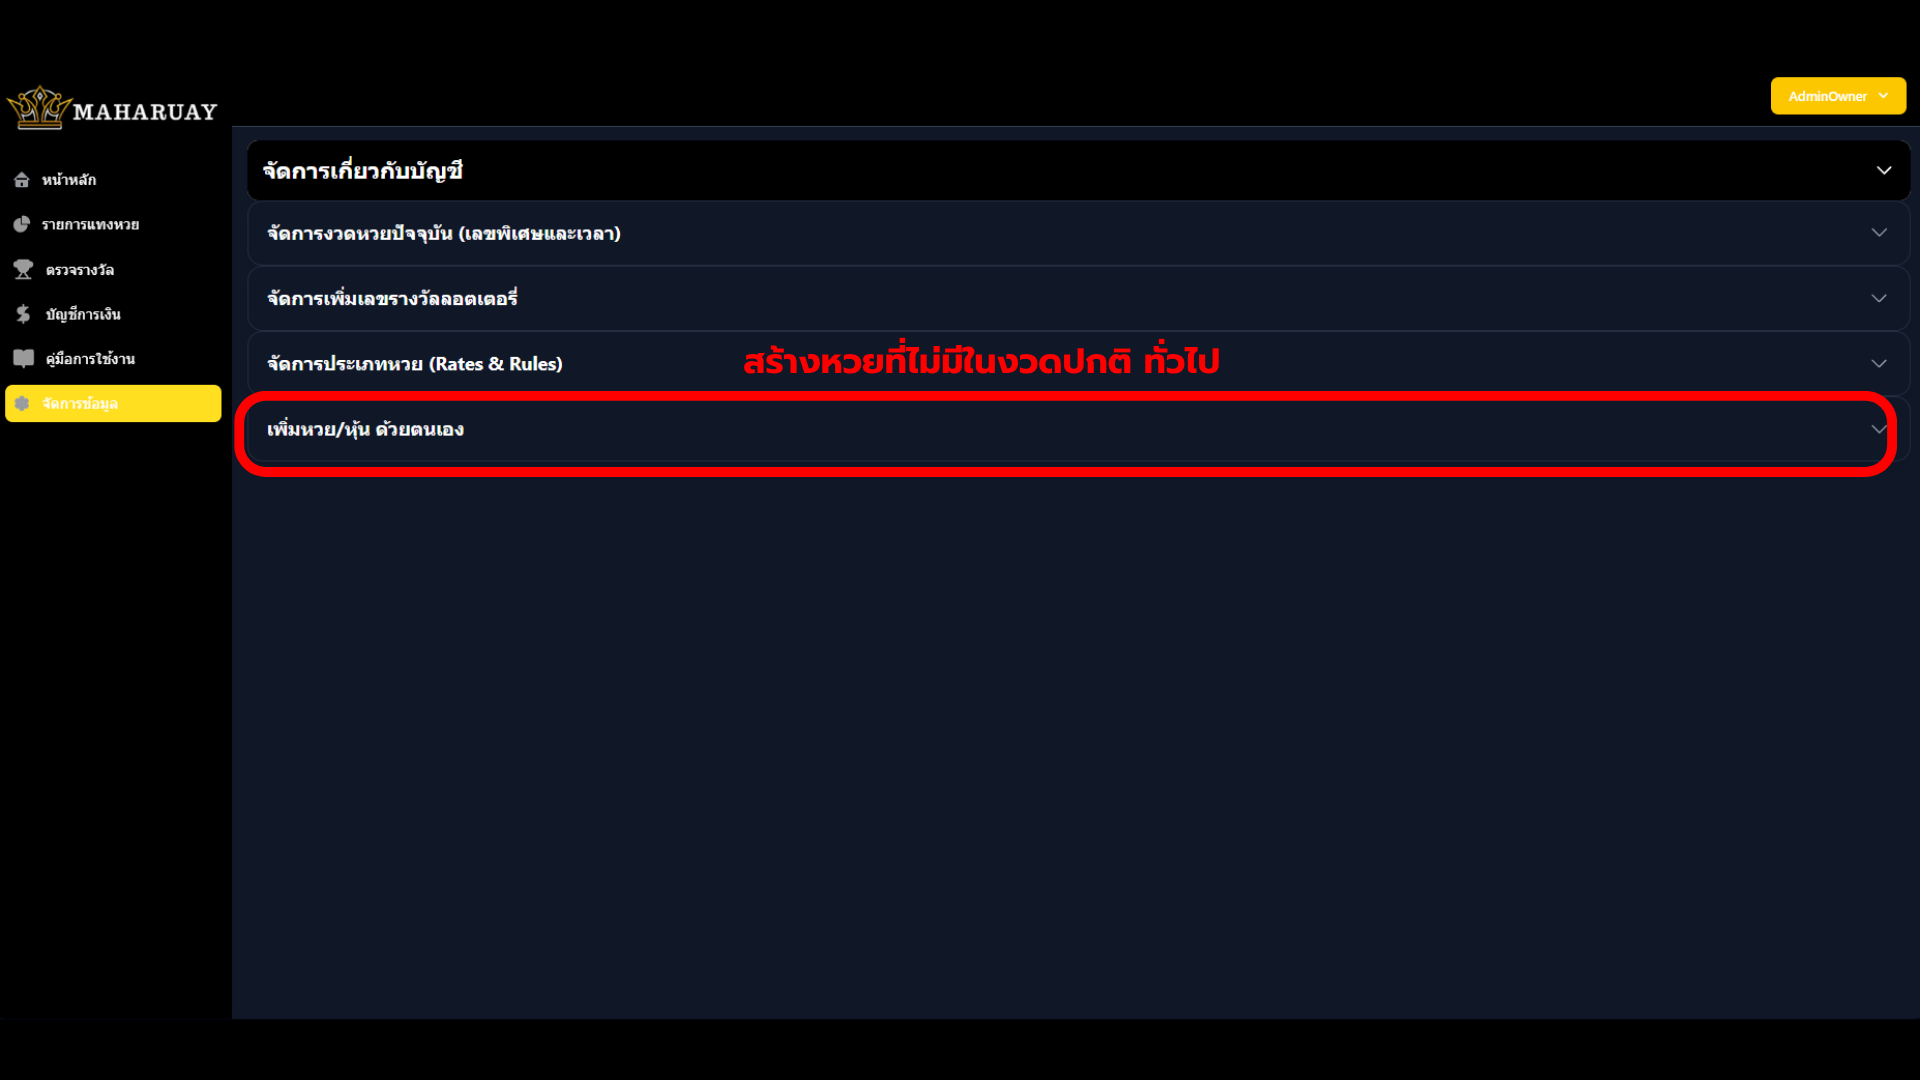 MAHARUAY
AdminOwner
หน้าหลัก
รายการแทงหวย
ตรวจรางวัล
บัญชีการเงิน
คู่มือการใช้งาน
จัดการข้อมูล
จัดการเกี่ยวกับบัญชี
จัดการงวดหวยปัจจุบัน (เลขพิเศษและเวลา)
จัดการเพิ่มเลขรางวัลลอตเตอรี่
จัดการประเภทหวย (Rates & Rules)
สร้างหวยที่ไม่มีในงวดปกติ ทั่วไป
เพิ่มหวย/หุ้น ด้วยตนเอง